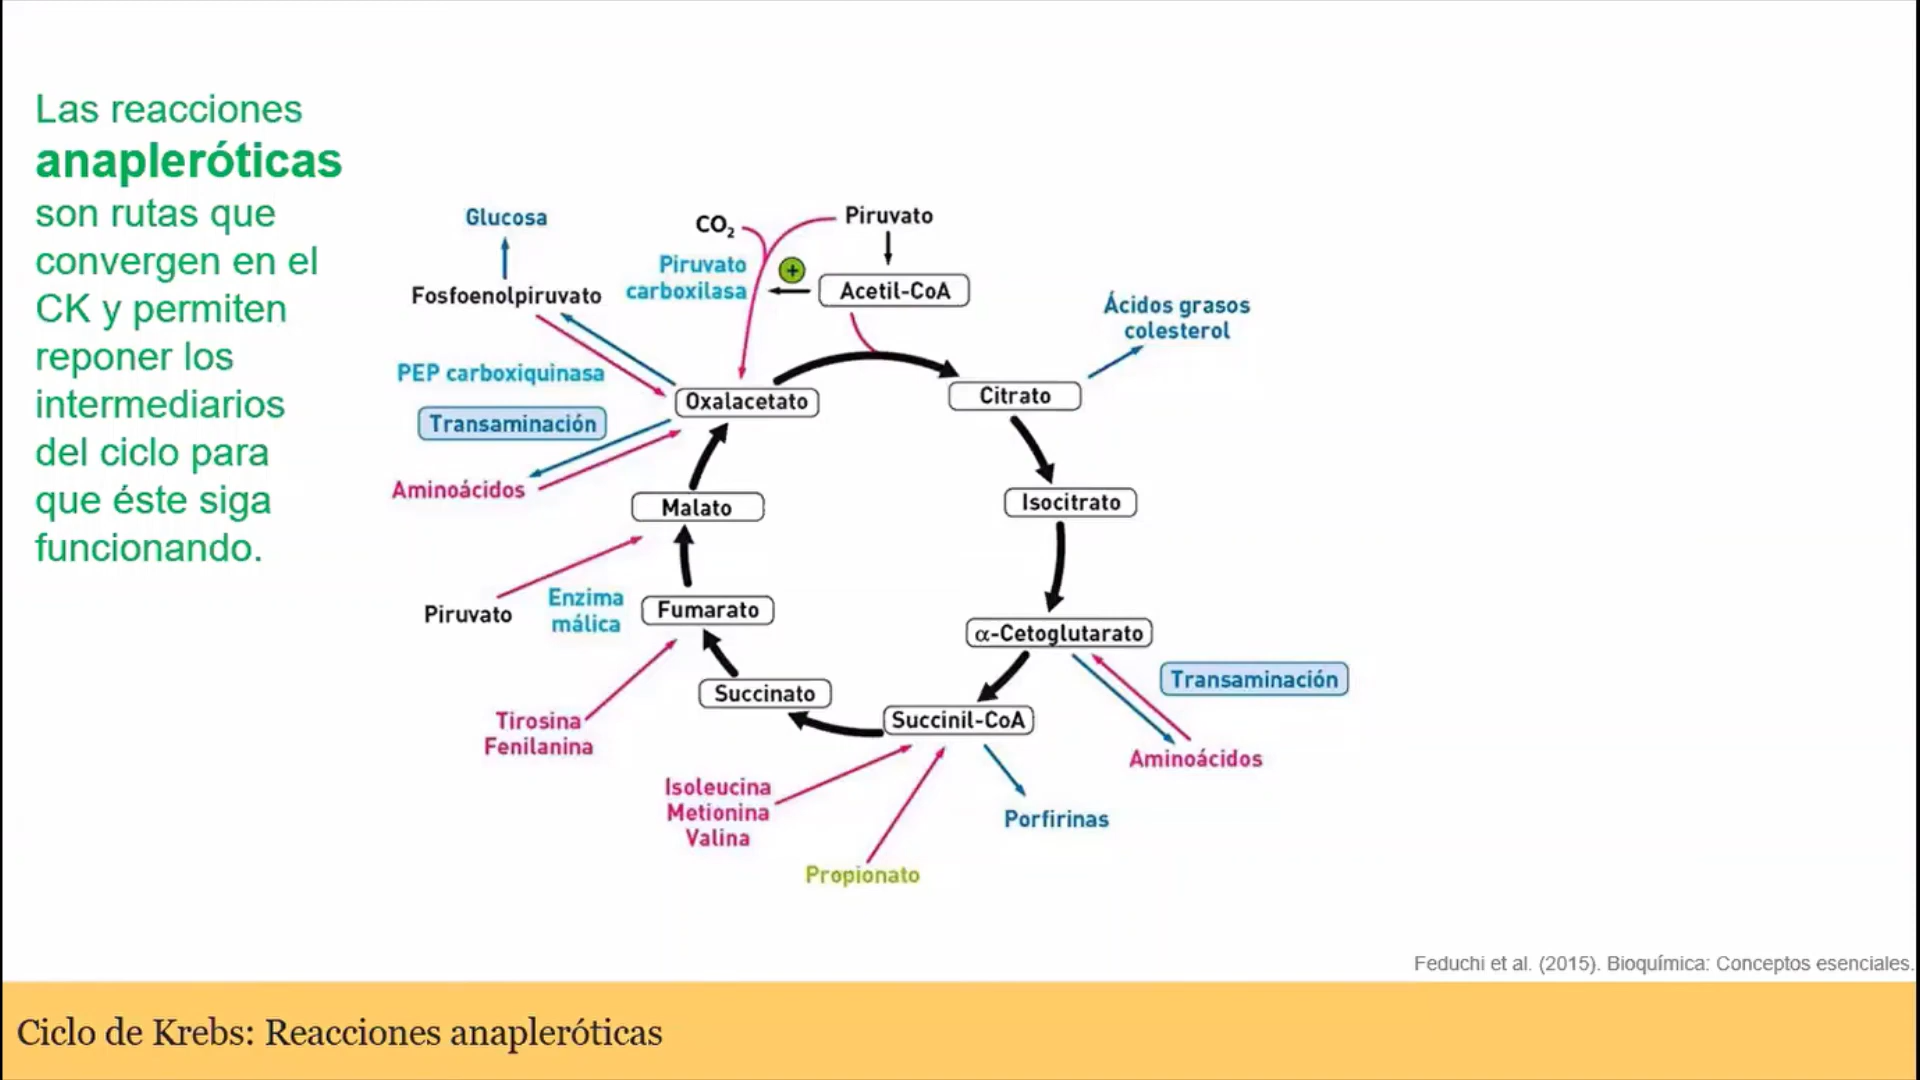 Las reacciones
anapleróticas
son rutas que
convergen en el
CK y permiten
reponer los
intermediarios
del ciclo para
que éste siga
funcionando.
Glucosa
CO₂
Piruvato
Piruvato
carboxilasa
+
Acetil-CoA
Fosfoenolpiruvato
Ácidos grasos
colesterol
PEP carboxiquinasa
Oxalacetato
Citrato
Transaminación
Aminoácidos
Malato
Isocitrato
Piruvato
Enzima
málica
Fumarato
α-Cetoglutarato
Transaminación
Succinato
Succinil-CoA
Tirosina
Fenilanina
Aminoácidos
Isoleucina
Metionina
Valina
Porfirinas
Propionato
Feduchi et al. (2015). Bioquímica: Conceptos esenciales.
Ciclo de Krebs: Reacciones anapleróticas